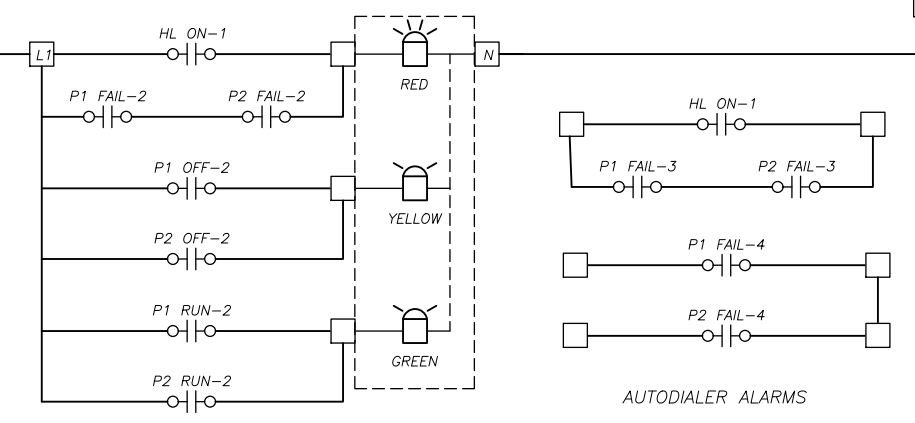 HL ON-1
L1
N
RED
P1 FAIL-2
P2 FAIL-2
P1 OFF-2
YELLOW
P2 OFF-2
P1 RUN-2
GREEN
P2 RUN-2
HL ON-1
P1 FAIL-3
P2 FAIL-3
P1 FAIL-4
P2 FAIL-4
AUTODIALER ALARMS